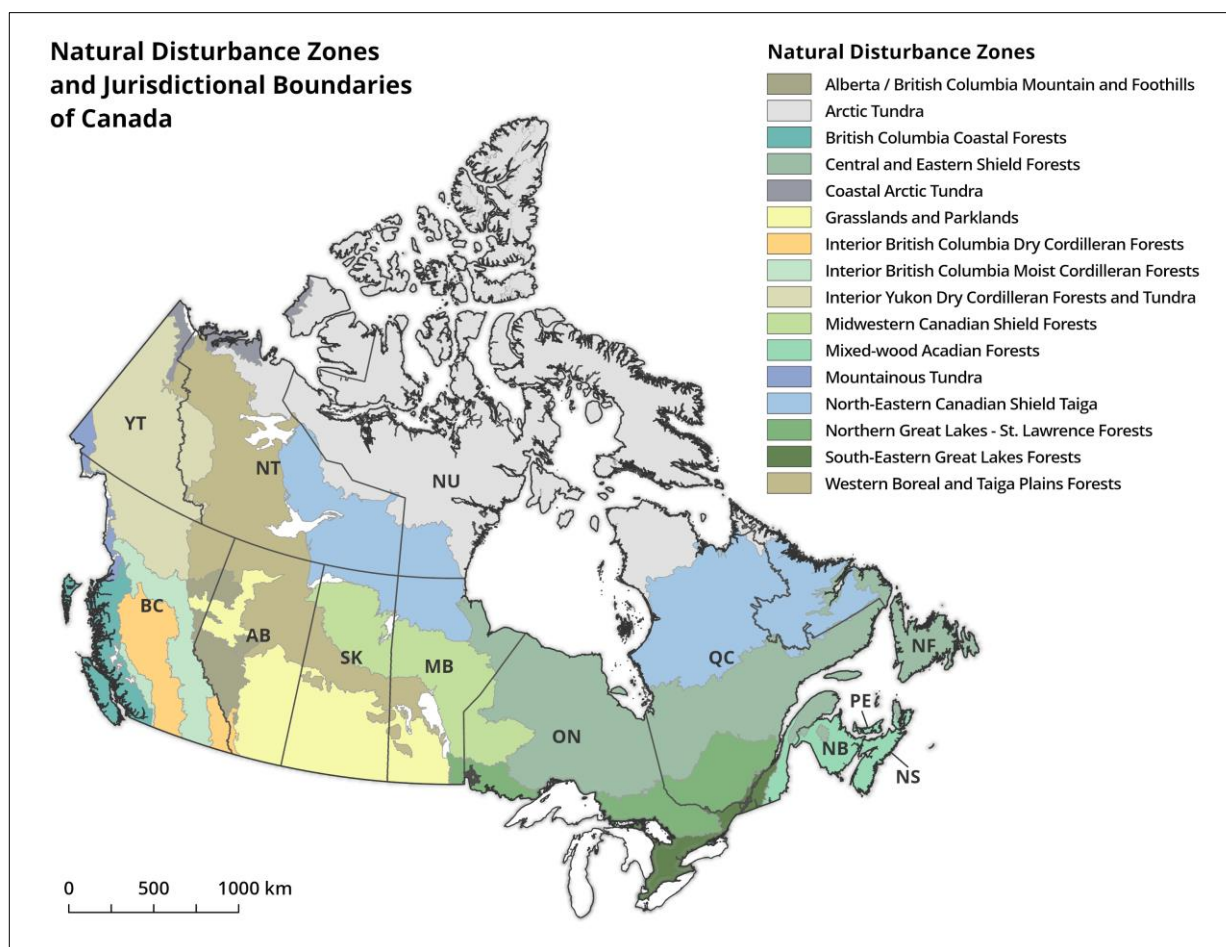 Natural Disturbance Zones
and Jurisdictional Boundaries
of Canada
Natural Disturbance Zones
Alberta / British Columbia Mountain and Foothills
Arctic Tundra
British Columbia Coastal Forests
Central and Eastern Shield Forests
Coastal Arctic Tundra
Grasslands and Parklands
Interior British Columbia Dry Cordilleran Forests
Interior British Columbia Moist Cordilleran Forests
Interior Yukon Dry Cordilleran Forests and Tundra
Midwestern Canadian Shield Forests
Mixed-wood Acadian Forests
Mountainous Tundra
North-Eastern Canadian Shield Taiga
Northern Great Lakes - St. Lawrence Forests
South-Eastern Great Lakes Forests
Western Boreal and Taiga Plains Forests
YT
NT
NU
BC
AB
SK
MB
ON
QC
NF
PE
NB
NS
0 500 1000 km